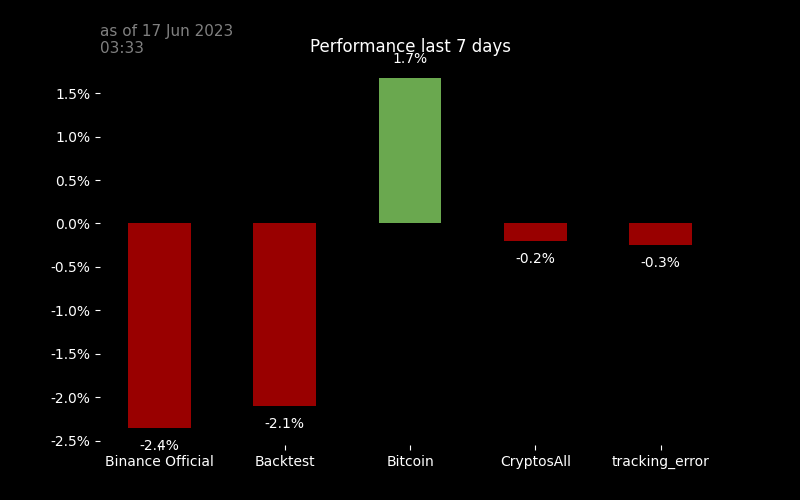 as of 17 Jun 2023
03:33
Performance last 7 days
1.7%
1.5%
1.0%
0.5%
0.0%
-0.5%
-1.0%
-1.5%
-2.0%
-2.5%
-0.2%
-0.3%
-2.1%
-2.4%
Binance Official
Backtest
Bitcoin
CryptosAll
tracking_error